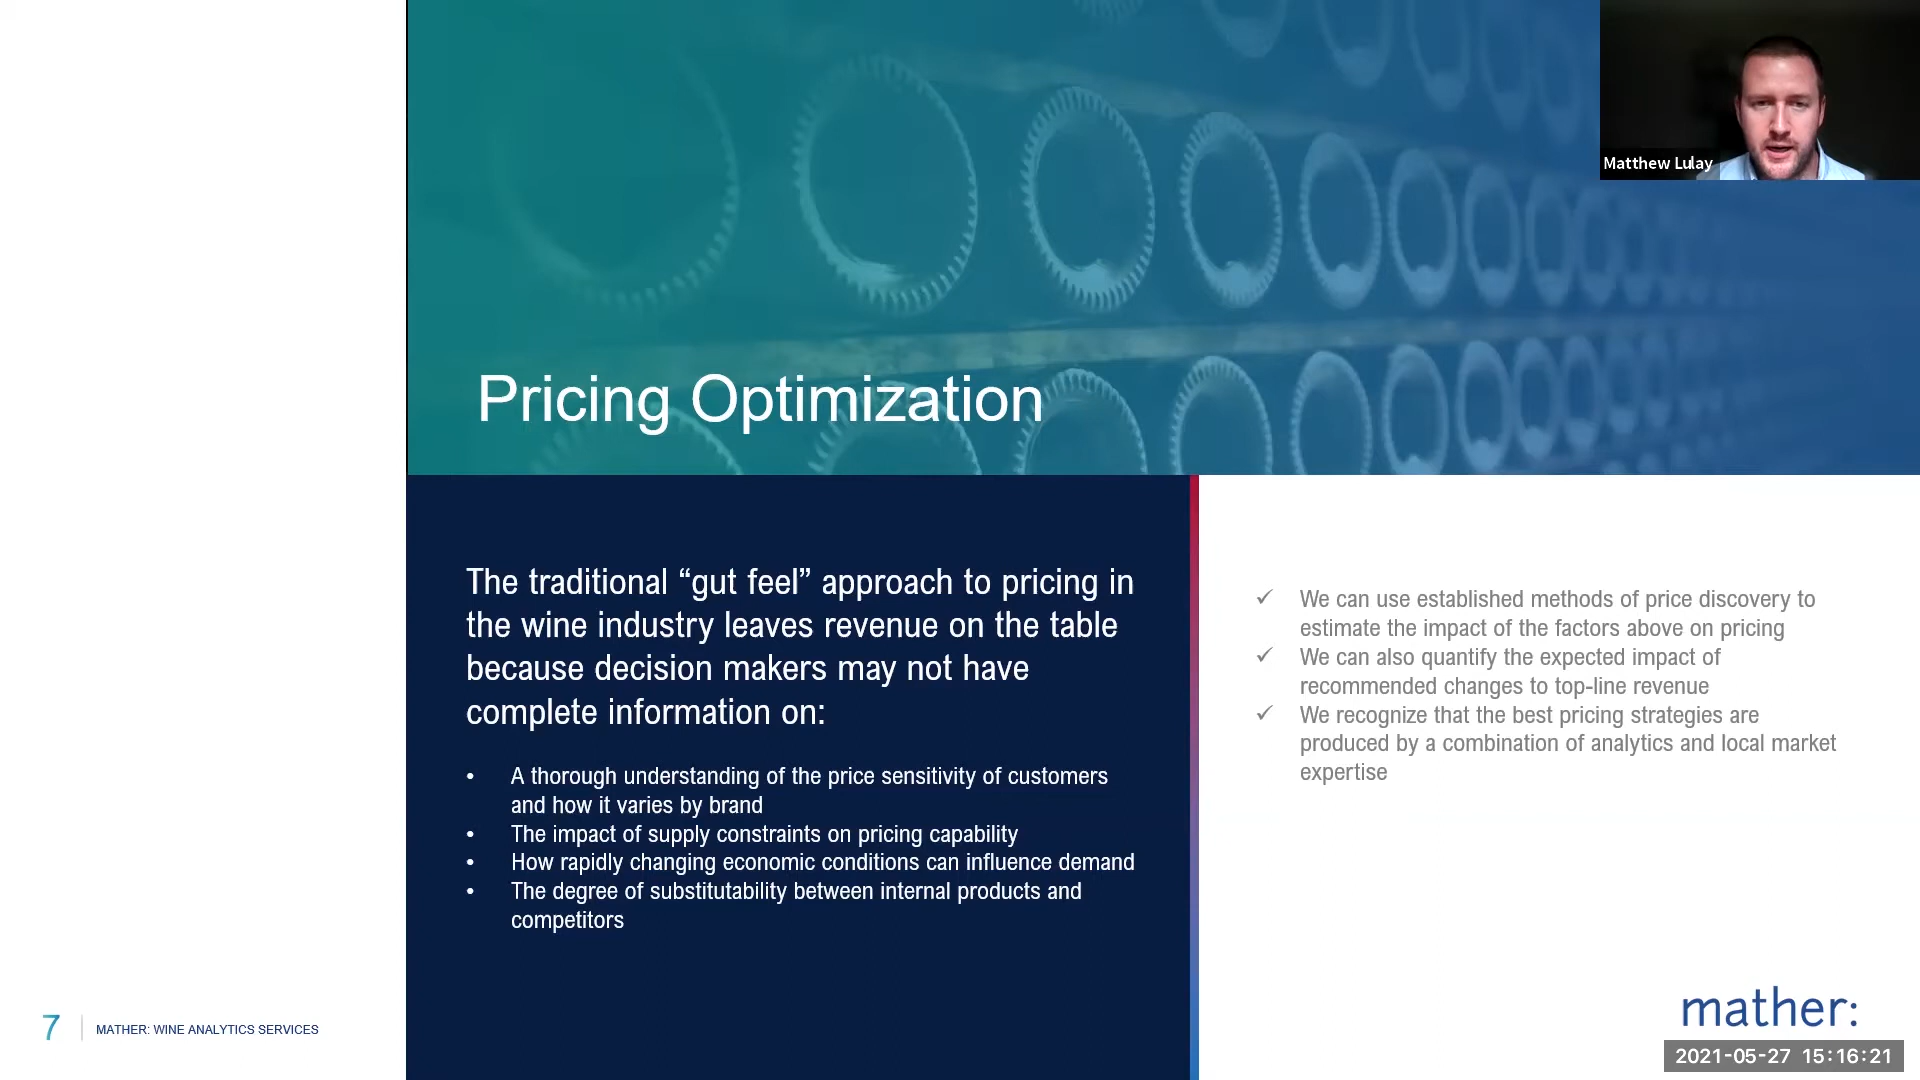 Matthew Lulay
Pricing Optimization
The traditional “gut feel” approach to pricing in
the wine industry leaves revenue on the table
because decision makers may not have
complete information on:
• A thorough understanding of the price sensitivity of customers
and how it varies by brand
• The impact of supply constraints on pricing capability
• How rapidly changing economic conditions can influence demand
• The degree of substitutability between internal products and
competitors
✓ We can use established methods of price discovery to
estimate the impact of the factors above on pricing
✓ We can also quantify the expected impact of
recommended changes to top-line revenue
✓ We recognize that the best pricing strategies are
produced by a combination of analytics and local market
expertise
7 MATHER: WINE ANALYTICS SERVICES
mather:
2021-05-27 15:16:21